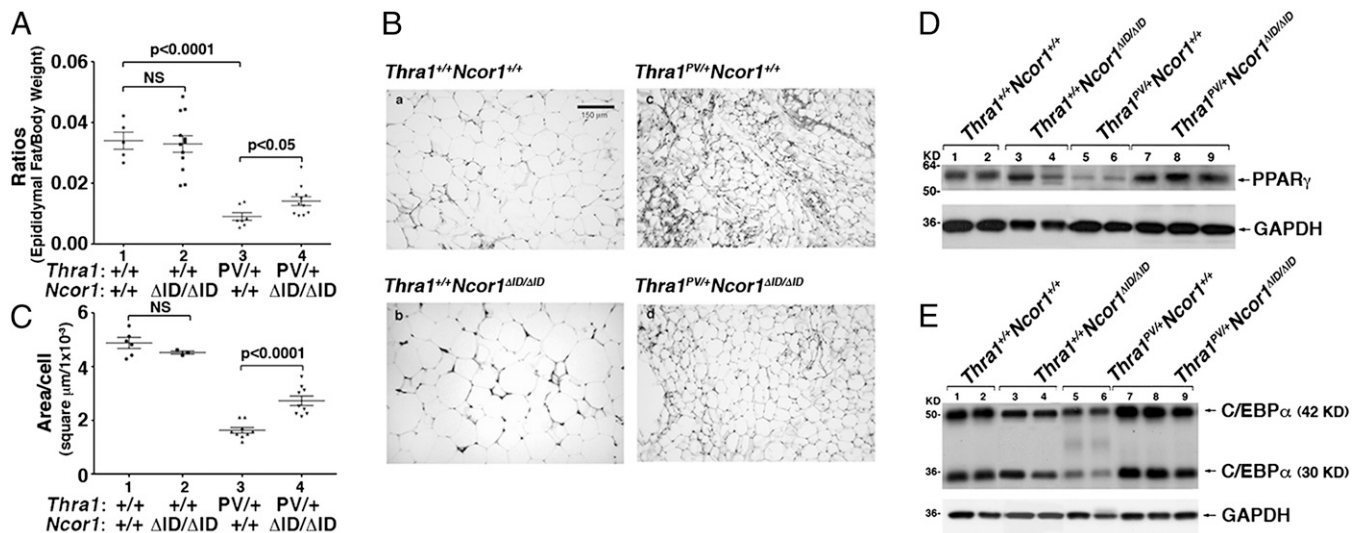 A
0.06
0.04
0.02
0.00
Ratios
(Epididymal Fat/Body Weight)
p<0.0001
NS
p<0.05
1 2 3 4
Thra1: +/+ +/+ PV/+ PV/+
Ncor1: +/+ ΔID/ΔID +/+ ΔID/ΔID
B
Thra1+/+Ncor1+/+
a
150 μm
Thra1PV/+Ncor1+/+
c
Thra1+/+Ncor1ΔID/ΔID
b
Thra1PV/+Ncor1ΔID/ΔID
d
C
6
4
2
0
Area/cell
(square μm/1x10-3)
NS
p<0.0001
1 2 3 4
Thra1: +/+ +/+ PV/+ PV/+
Ncor1: +/+ ΔID/ΔID +/+ ΔID/ΔID
D
Thra1+/+Ncor1+/+
Thra1+/+Ncor1ΔID/ΔID
Thra1PV/+Ncor1+/+
Thra1PV/+Ncor1ΔID/ΔID
KD 1 2 3 4 5 6 7 8 9
64-
50-
PPARγ
36-
GAPDH
E
Thra1+/+Ncor1+/+
Thra1+/+Ncor1ΔID/ΔID
Thra1PV/+Ncor1+/+
Thra1PV/+Ncor1ΔID/ΔID
KD 1 2 3 4 5 6 7 8 9
50-
C/EBPα (42 KD)
36-
C/EBPα (30 KD)
36-
GAPDH